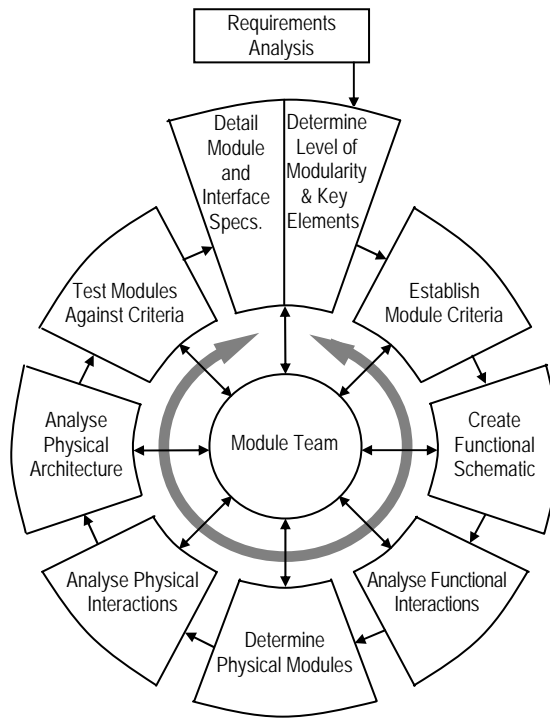 Requirements
Analysis
Detail
Module
and
Interface
Specs.
Determine
Level of
Modularity
& Key
Elements
Establish
Module Criteria
Create
Functional
Schematic
Analyse Functional
Interactions
Determine
Physical Modules
Analyse Physical
Interactions
Analyse
Physical
Architecture
Test Modules
Against Criteria
Module Team